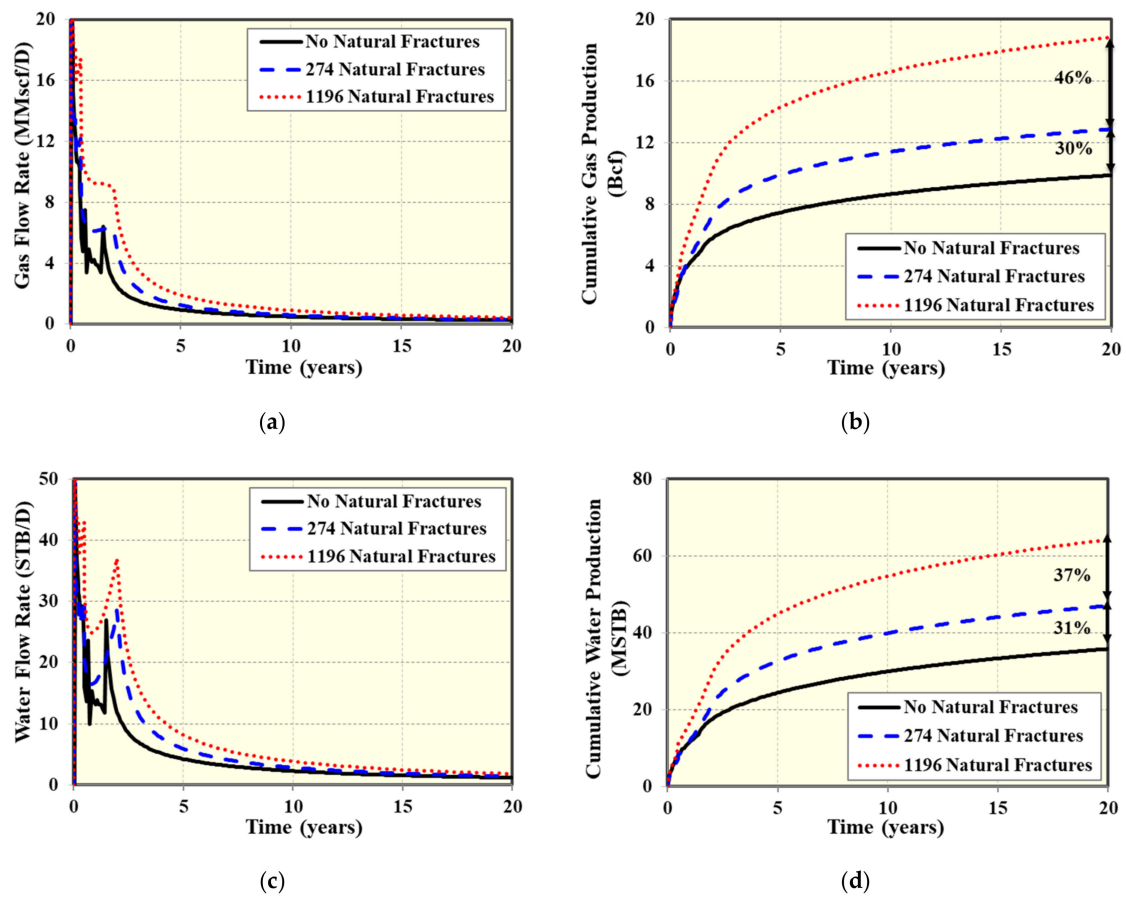 Gas Flow Rate (MMscf/D)
20
16
12
8
4
0
No Natural Fractures
274 Natural Fractures
1196 Natural Fractures
0
5
10
15
20
Time (years)
(a)
Cumulative Gas Production
(Bcf)
20
16
12
8
4
0
46%
30%
No Natural Fractures
274 Natural Fractures
1196 Natural Fractures
0
5
10
15
20
Time (years)
(b)
Water Flow Rate (STB/D)
50
40
30
20
10
0
No Natural Fractures
274 Natural Fractures
1196 Natural Fractures
0
5
10
15
20
Time (years)
(c)
Cumulative Water Production
(MSTB)
80
60
40
20
0
37%
31%
No Natural Fractures
274 Natural Fractures
1196 Natural Fractures
0
5
10
15
20
Time (years)
(d)